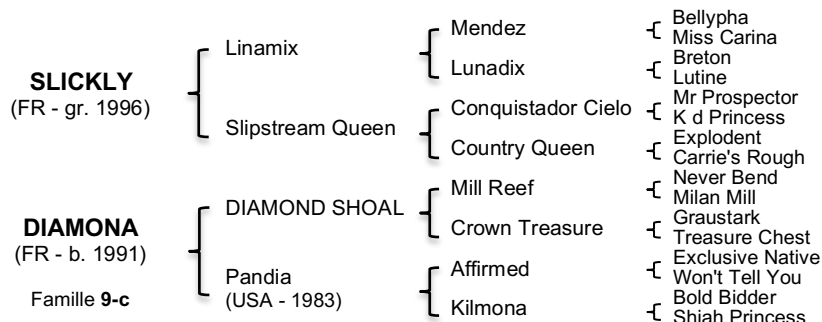 SLICKLY
(FR - gr. 1996)
Linamix
Slipstream Queen
Mendez
Lunadix
Conquistador Cielo
Country Queen
Bellypha
Miss Carina
Breton
Lutine
Mr Prospector
K d Princess
Explodent
Carrie's Rough
DIAMONA
(FR - b. 1991)
Famille 9-c
DIAMOND SHOAL
Pandia
(USA - 1983)
Mill Reef
Crown Treasure
Affirmed
Kilmona
Never Bend
Milan Mill
Graustark
Treasure Chest
Exclusive Native
Won't Tell You
Bold Bidder
Shiah Princess